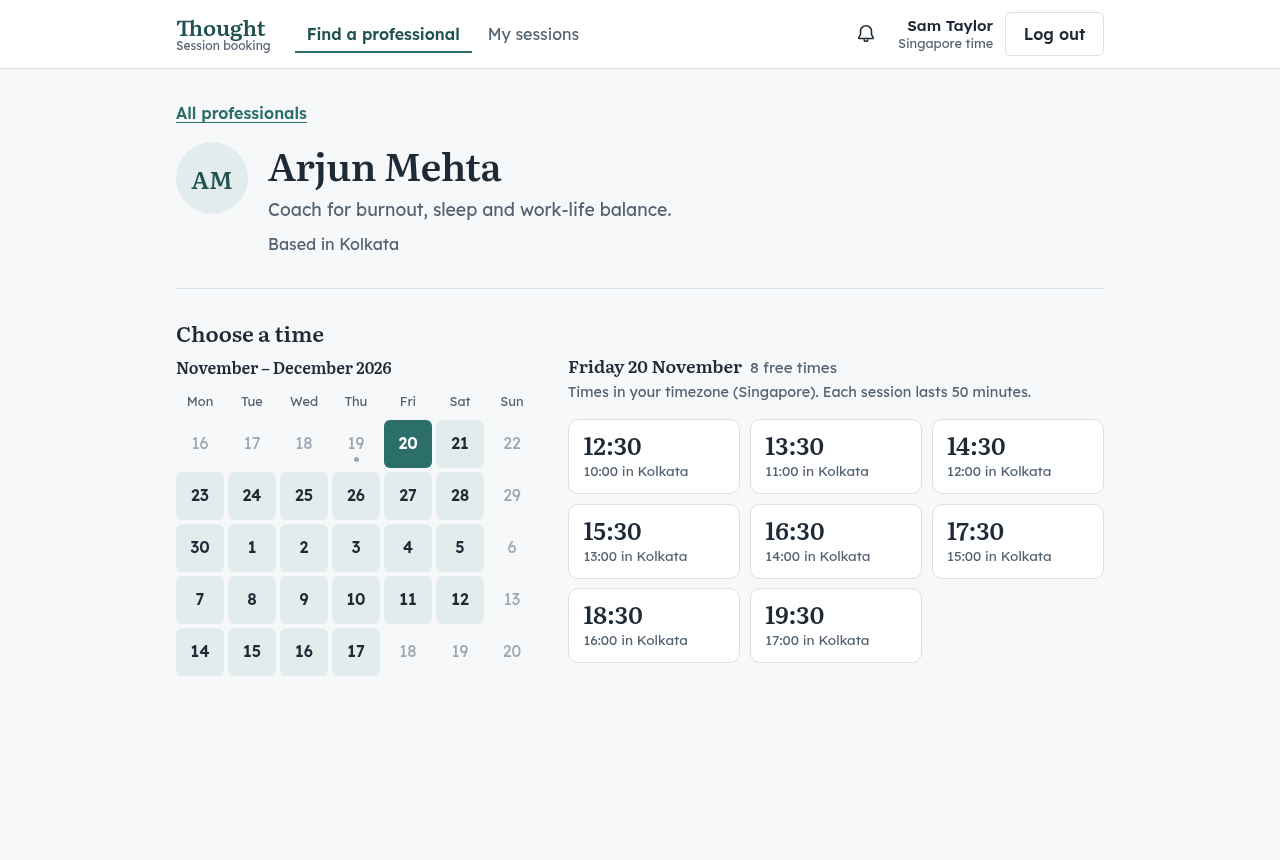 Thought
Session booking
Find a professional
My sessions
Sam Taylor
Singapore time
Log out
All professionals
AM
Arjun Mehta
Coach for burnout, sleep and work-life balance.
Based in Kolkata
Choose a time
November – December 2026
Mon Tue Wed Thu Fri Sat Sun
16 17 18 19 20 21 22
23 24 25 26 27 28 29
30 1 2 3 4 5 6
7 8 9 10 11 12 13
14 15 16 17 18 19 20
Friday 20 November 8 free times
Times in your timezone (Singapore). Each session lasts 50 minutes.
12:30
10:00 in Kolkata
13:30
11:00 in Kolkata
14:30
12:00 in Kolkata
15:30
13:00 in Kolkata
16:30
14:00 in Kolkata
17:30
15:00 in Kolkata
18:30
16:00 in Kolkata
19:30
17:00 in Kolkata